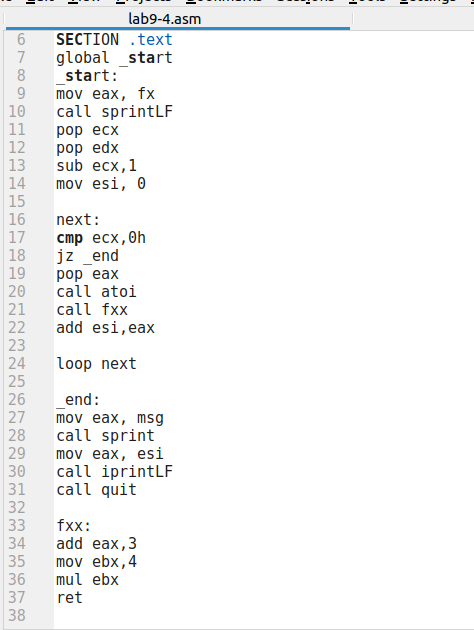 lab9-4.asm
6 SECTION .text
7 global _start
8 _start:
9 mov eax, fx
10 call sprintLF
11 pop ecx
12 pop edx
13 sub ecx,1
14 mov esi, 0
15
16 next:
17 cmp ecx,0h
18 jz _end
19 pop eax
20 call atoi
21 call fxx
22 add esi,eax
23
24 loop next
25
26 _end:
27 mov eax, msg
28 call sprint
29 mov eax, esi
30 call iprintLF
31 call quit
32
33 fxx:
34 add eax,3
35 mov ebx,4
36 mul ebx
37 ret
38